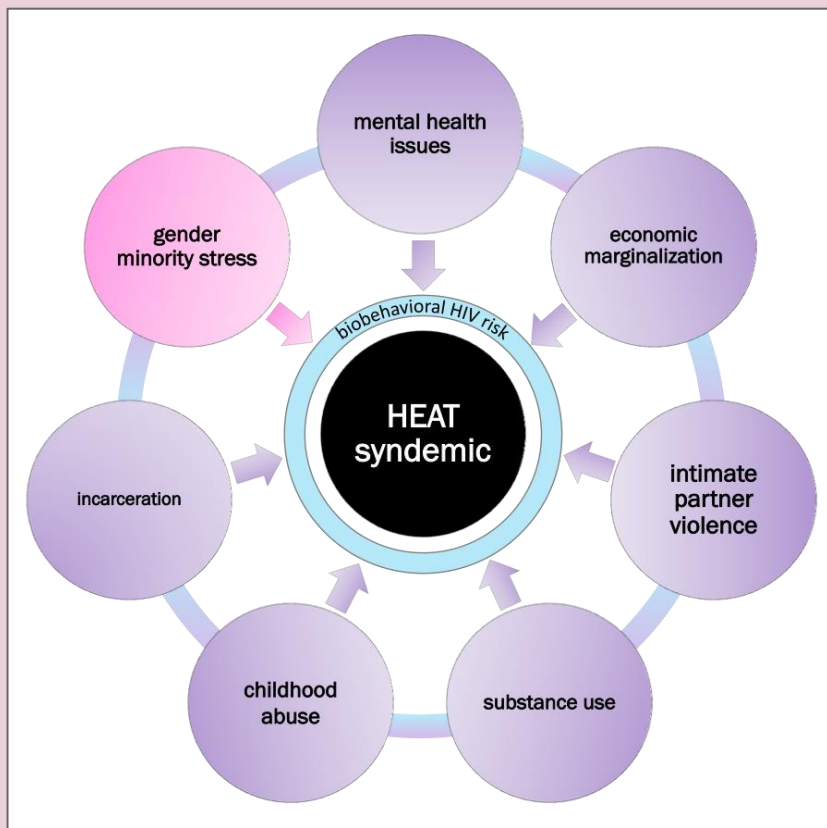 mental health
issues
gender
minority stress
economic
marginalization
biobehavioral HIV risk
HEAT
syndemic
incarceration
intimate
partner
violence
childhood
abuse
substance use